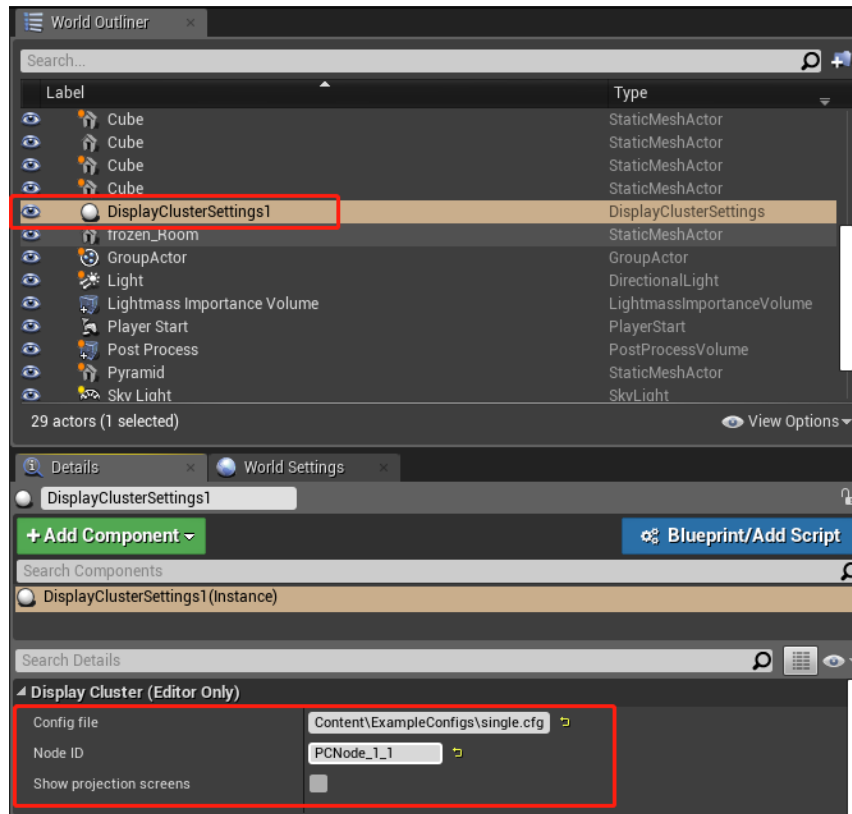 World Outliner
Search...
Label Type
Cube StaticMeshActor
Cube StaticMeshActor
Cube StaticMeshActor
Cube StaticMeshActor
DisplayClusterSettings1 DisplayClusterSettings
frozen_Room StaticMeshActor
GroupActor GroupActor
Light DirectionalLight
Lightmass Importance Volume LightmassImportanceVolume
Player Start PlayerStart
Post Process PostProcessVolume
Pyramid StaticMeshActor
Sky Light SkyLight
29 actors (1 selected) View Options
Details World Settings
DisplayClusterSettings1
+Add Component Blueprint/Add Script
Search Components
DisplayClusterSettings1(Instance)
Search Details
Display Cluster (Editor Only)
Config file Content\ExampleConfigs\single.cfg
Node ID PCNode_1_1
Show projection screens